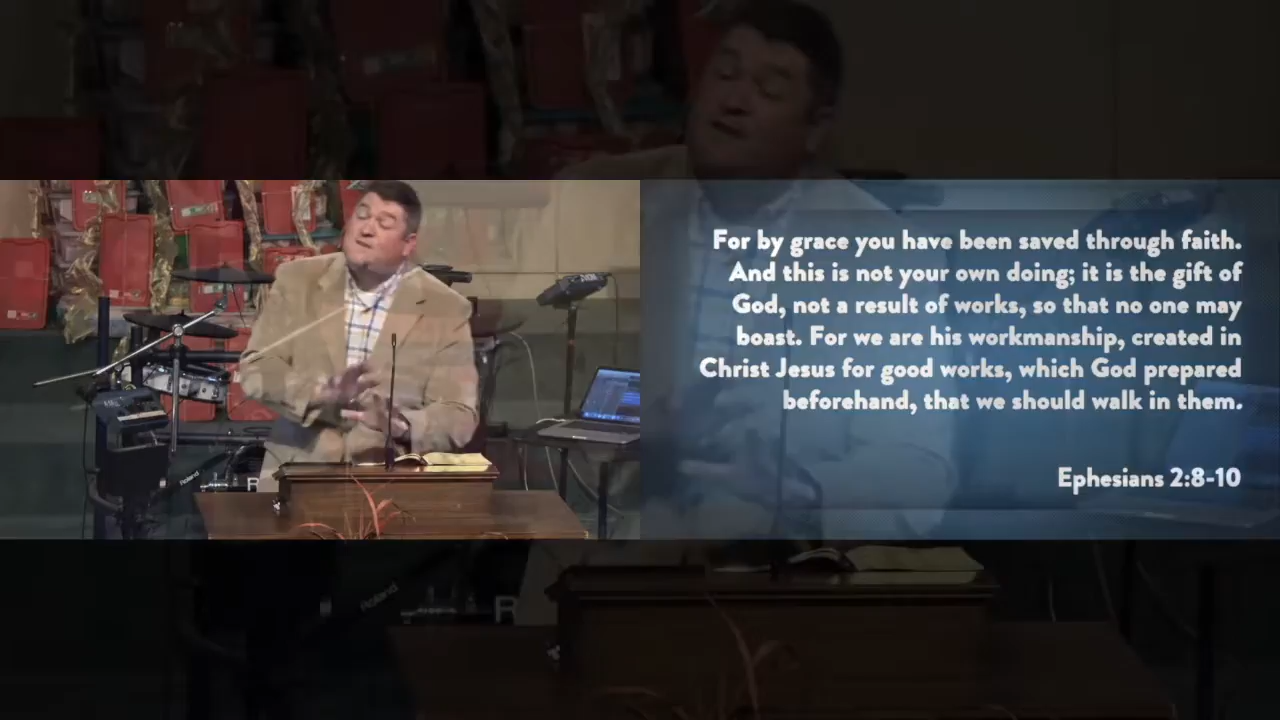 For by grace you have been saved through faith.
And this is not your own doing; it is the gift of
God, not a result of works, so that no one may
boast. For we are his workmanship, created in
Christ Jesus for good works, which God prepared
beforehand, that we should walk in them.
Ephesians 2:8-10
Roland
R
Roland
R